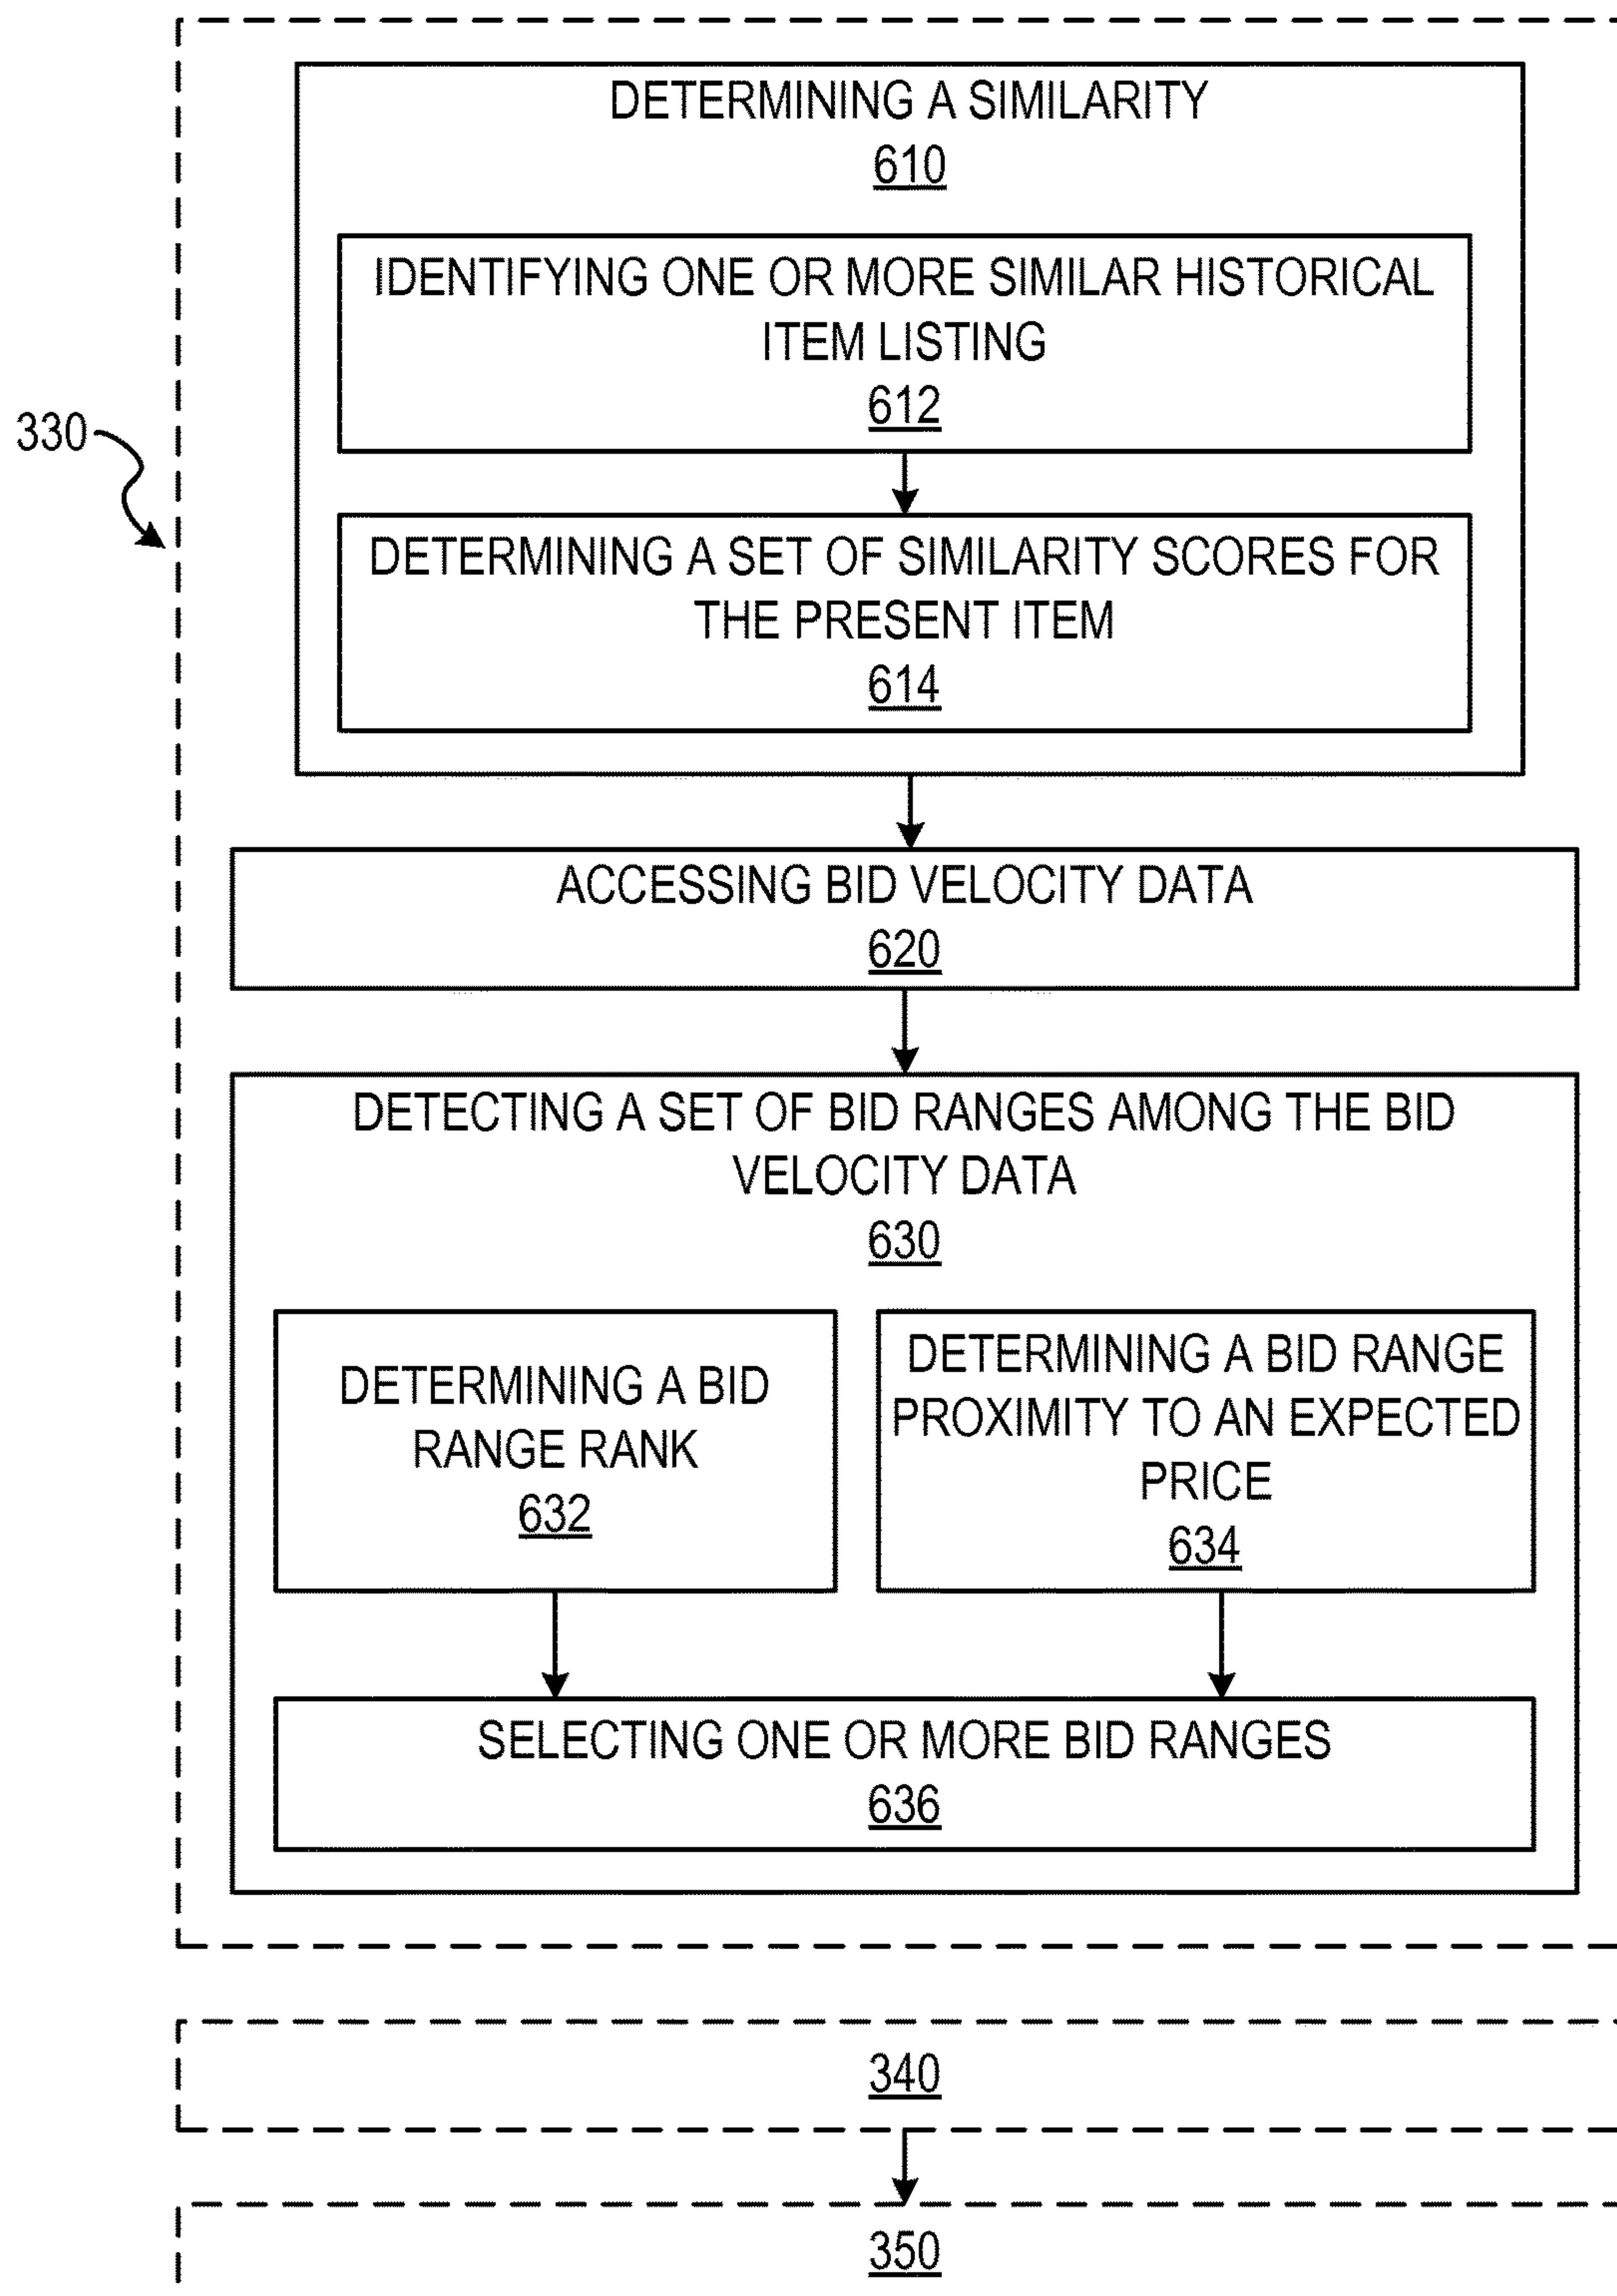 DETERMINING A SIMILARITY
610
IDENTIFYING ONE OR MORE SIMILAR HISTORICAL
ITEM LISTING
612
330
DETERMINING A SET OF SIMILARITY SCORES FOR
THE PRESENT ITEM
614
ACCESSING BID VELOCITY DATA
620
DETECTING A SET OF BID RANGES AMONG THE BID
VELOCITY DATA
630
DETERMINING A BID
RANGE RANK
632
DETERMINING A BID RANGE
PROXIMITY TO AN EXPECTED
PRICE
634
SELECTING ONE OR MORE BID RANGES
636
340
350